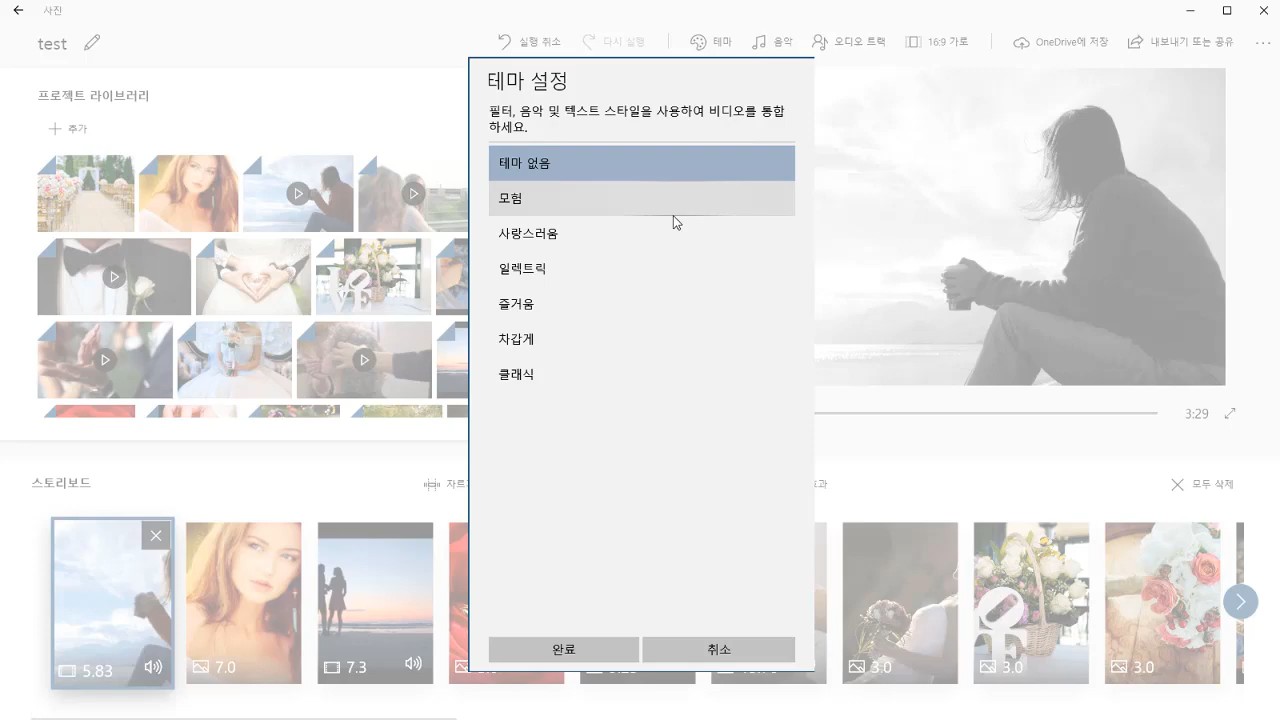 사진
test
실행 취소
다시 실행
테마
음악
오디오 트랙
16:9 가로
OneDrive에 저장
내보내기 또는 공유
프로젝트 라이브러리
추가
테마 설정
필터, 음악 및 텍스트 스타일을 사용하여 비디오를 통합
하세요.
테마 없음
모험
사랑스러움
일렉트릭
즐거움
차갑게
클래식
3:29
스토리보드
모두 삭제
5.83
7.0
7.3
3.0
3.0
3.0
완료
취소